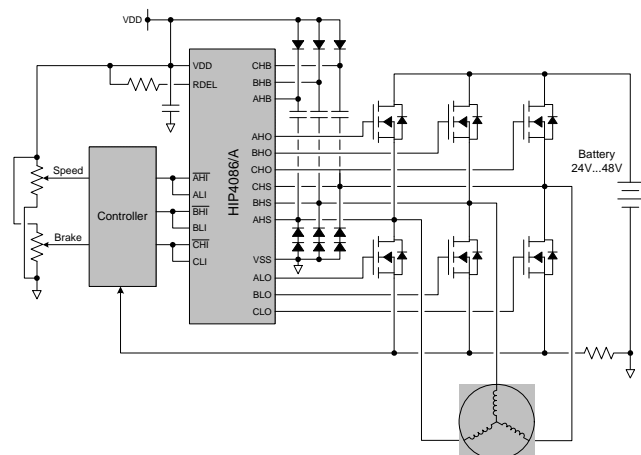 VDD
VDD
RDEL
CHB
BHB
AHB
AHO
BHO
CHO
CHS
BHS
AHS
VSS
ALO
BLO
CLO
HIP4086/A
AHI
ALI
BHI
BLI
CHI
CLI
Speed
Brake
Controller
Battery
24V...48V